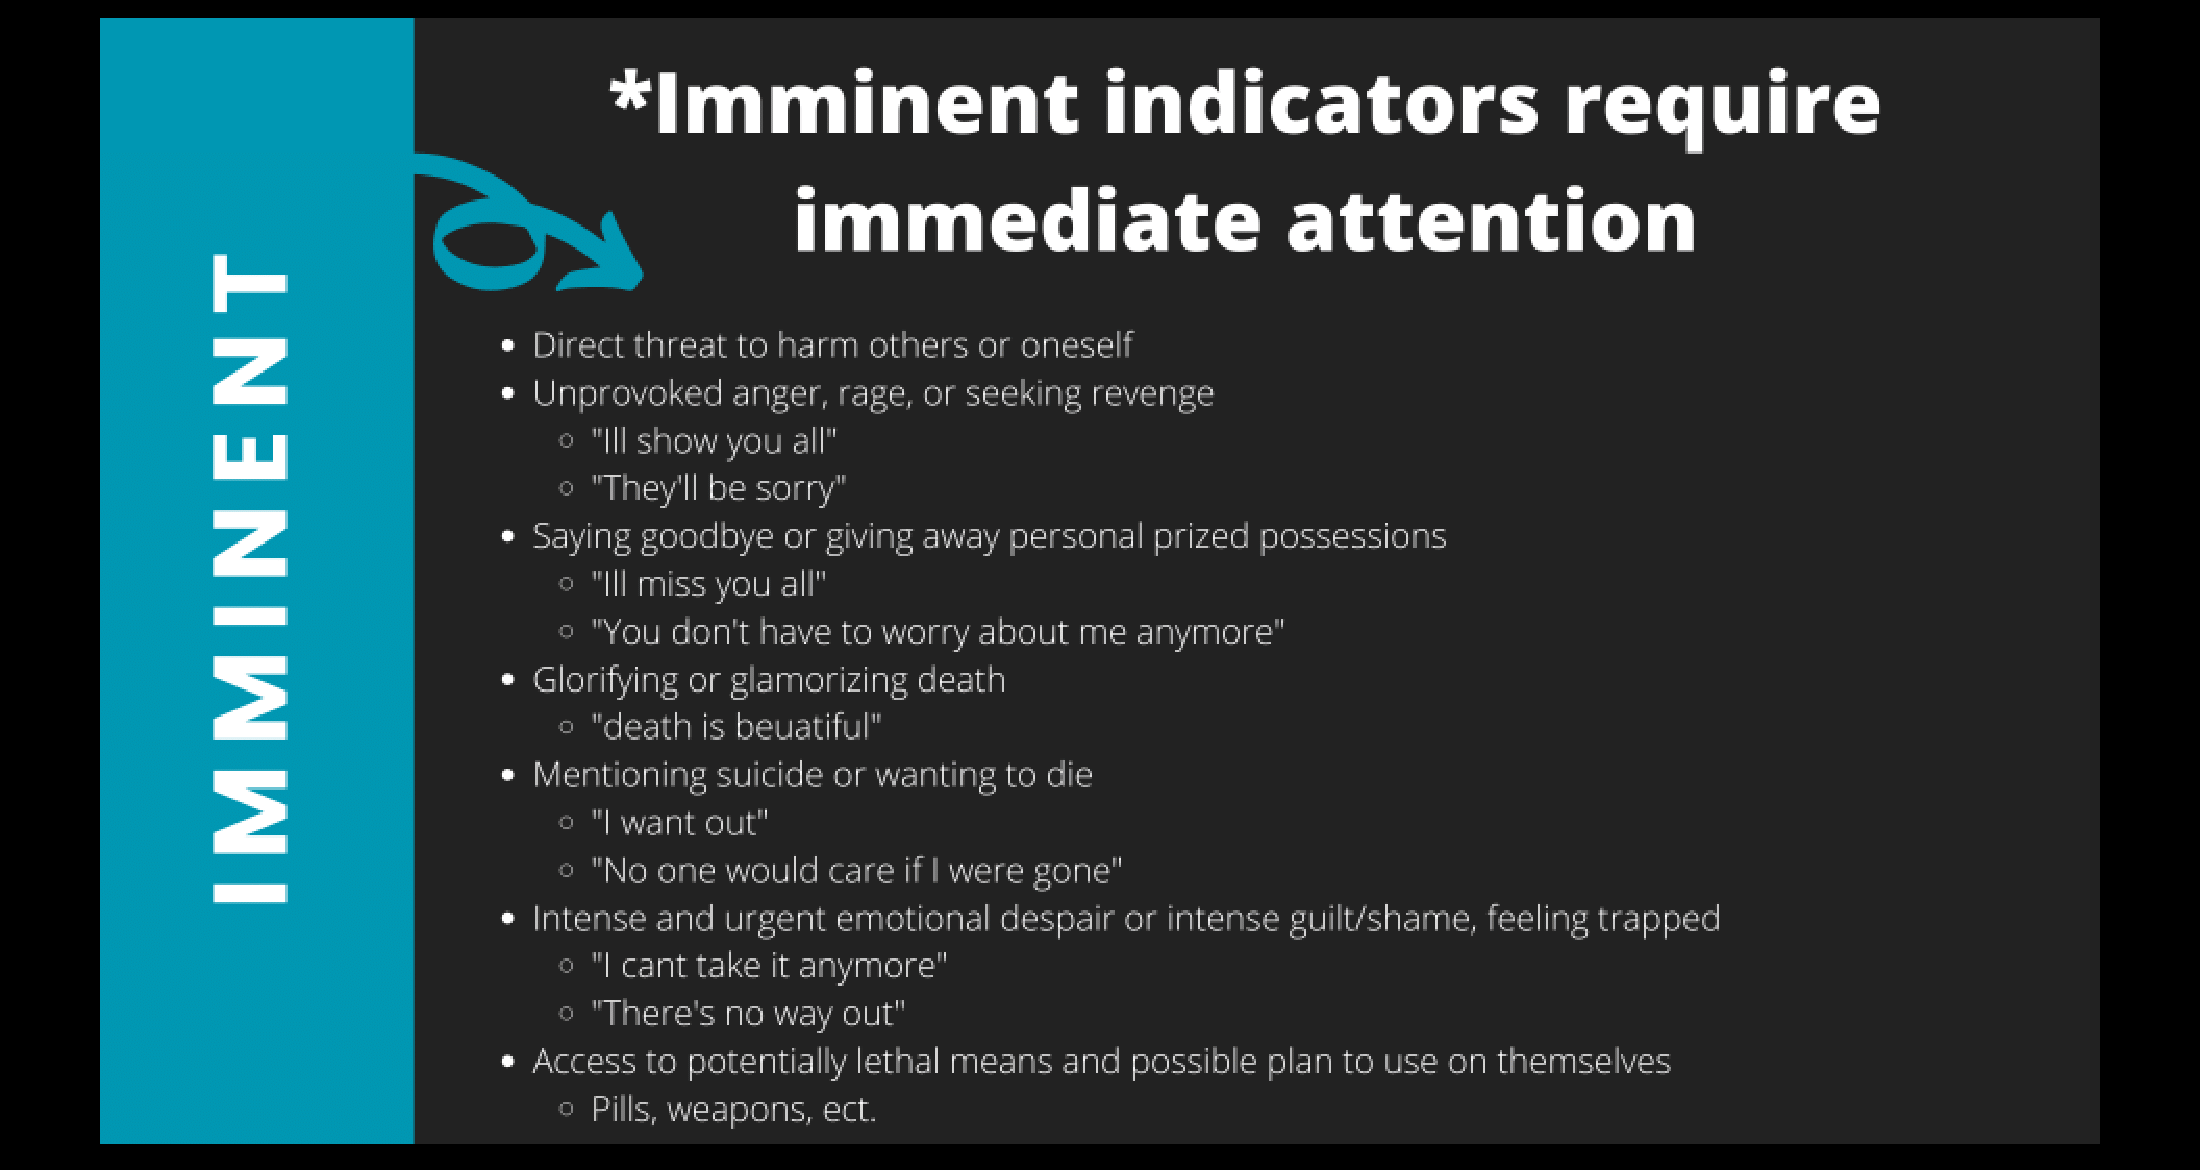 IMMINENT
*Imminent indicators require
immediate attention
• Direct threat to harm others or oneself
• Unprovoked anger, rage, or seeking revenge
◦ "Ill show you all"
◦ "They'll be sorry"
• Saying goodbye or giving away personal prized possessions
◦ "Ill miss you all"
◦ "You don't have to worry about me anymore"
• Glorifying or glamorizing death
◦ "death is beuatiful"
• Mentioning suicide or wanting to die
◦ "I want out"
◦ "No one would care if I were gone"
• Intense and urgent emotional despair or intense guilt/shame, feeling trapped
◦ "I cant take it anymore"
◦ "There's no way out"
• Access to potentially lethal means and possible plan to use on themselves
◦ Pills, weapons, ect.